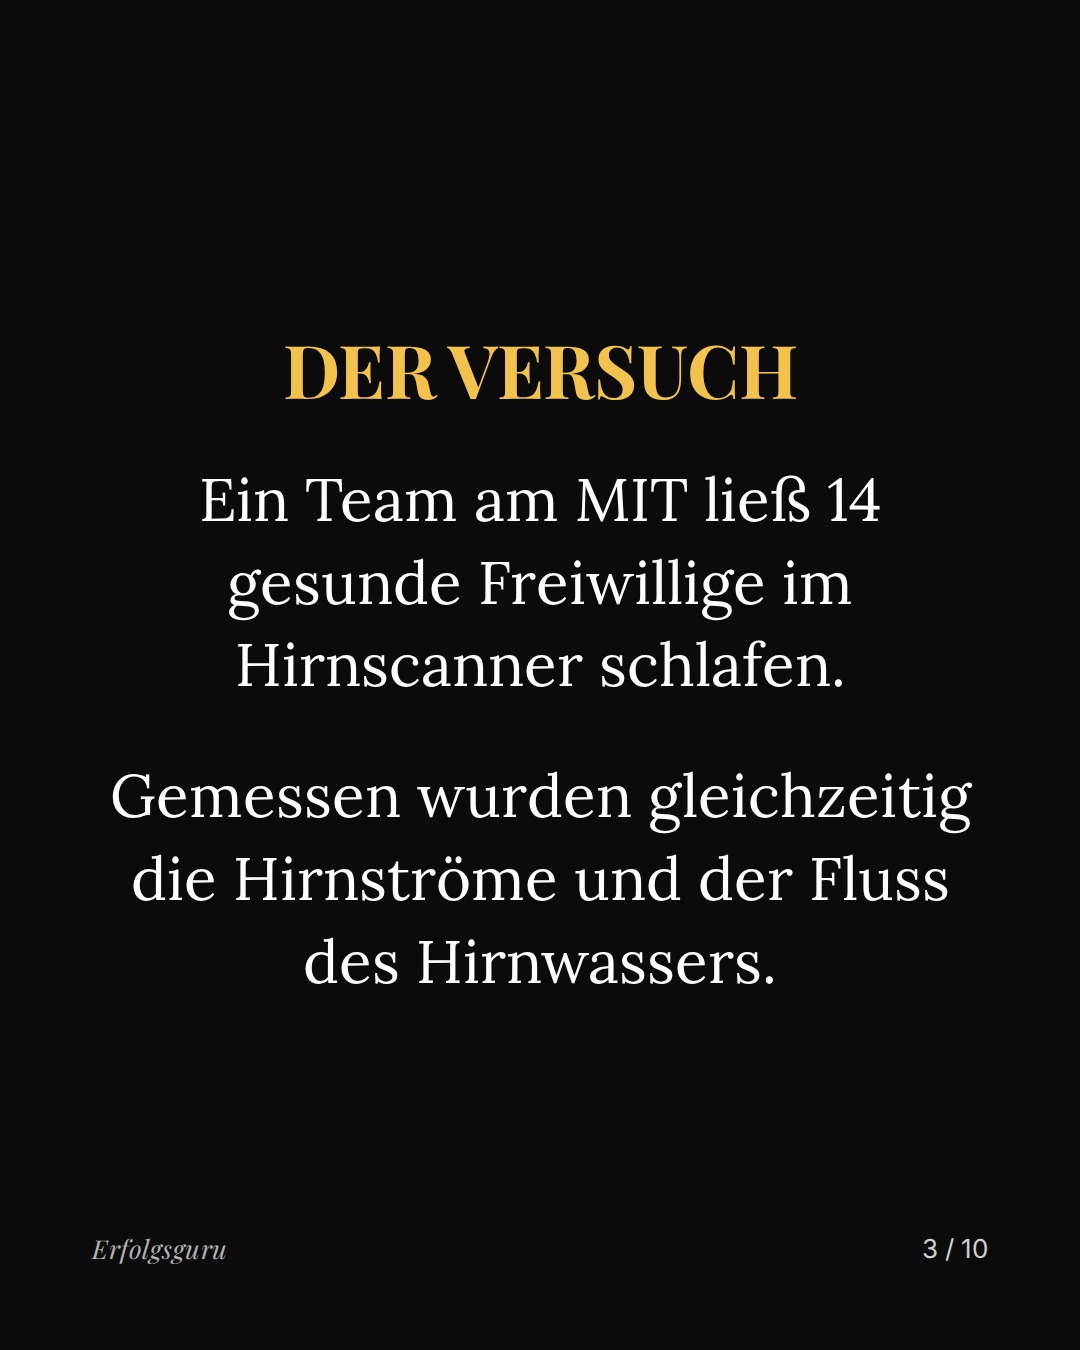 DER VERSUCH
Ein Team am MIT ließ 14
gesunde Freiwillige im
Hirnscanner schlafen.
Gemessen wurden gleichzeitig
die Hirnströme und der Fluss
des Hirnwassers.
Erfolgsguru
3 / 10